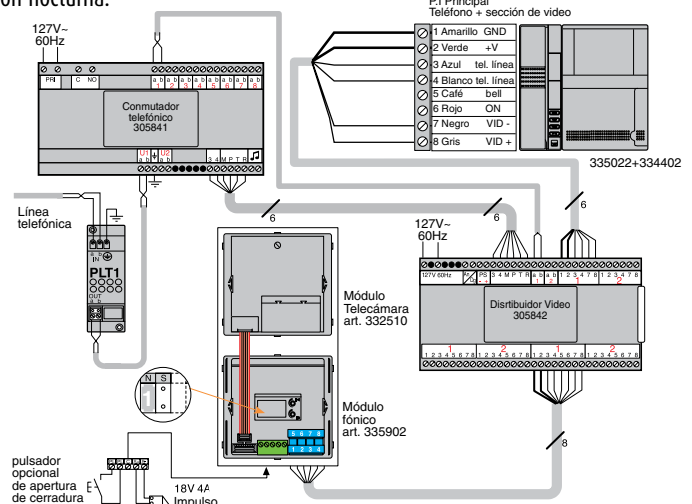 ón nocturna.
P.I Principal
Teléfono + sección de video
127V~
60Hz
1 Amarillo GND
2 Verde +V
3 Azul tel. línea
4 Blanco tel. línea
5 Café bell
6 Rojo ON
7 Negro VID -
8 Gris VID +
335022+334402
PRI C NO a b a b a b a b a b a b a b a b
1 2 3 4 5 6 7 8
Conmutador
telefónico
305841
U1 U2
a b a b 3 4 M P T R
6
6
6
Línea
telefónica
a b
IN
PLT1
OUT
a b
127V~
60Hz
127V 60Hz PS - + 3 4 M P T R a b a b 1 2 3 4 7 8 1 2 3 4 7 8
1 2 1 2
Disrtibuidor Video
305842
1 2 1 2
1 2 3 4 5 6 7 8 1 2 3 4 5 6 7 8 1 2 3 4 5 6 7 8 1 2 3 4 5 6 7 8
Módulo
Telecámara
art. 332510
N S
1
Módulo
fónico
art. 335902
5 6 7 8
1 2 3 4
8
pulsador
opcional
de apertura
de cerradura
18V 4A
Impulso